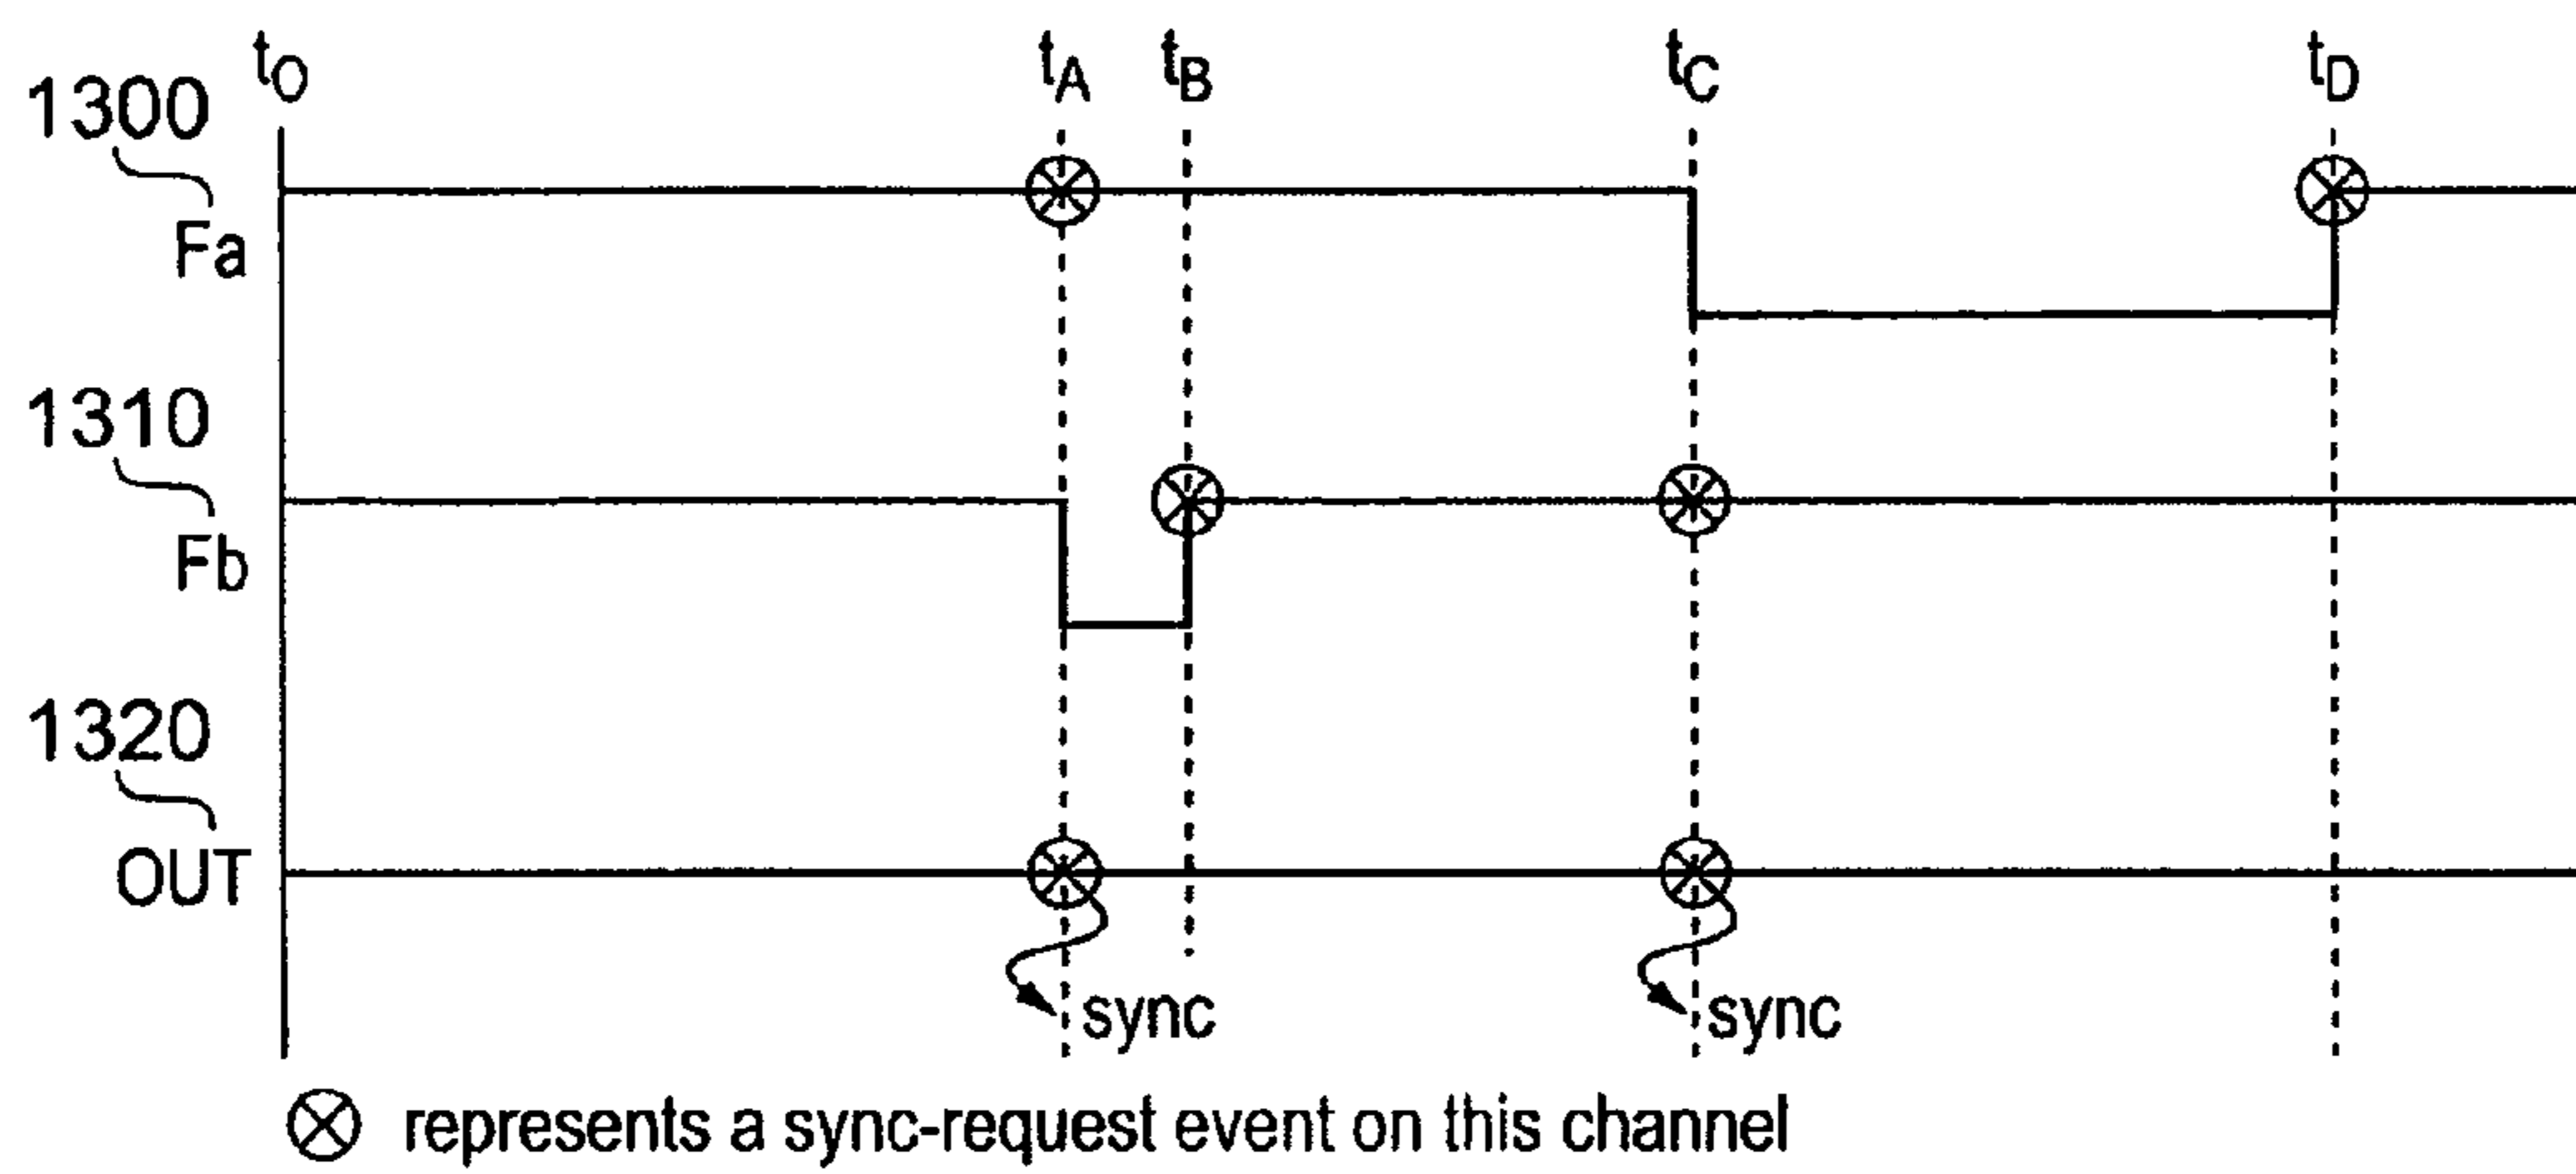 tO tA tB tC tD
1300
Fa
1310
Fb
1320
OUT
sync sync
represents a sync-request event on this channel